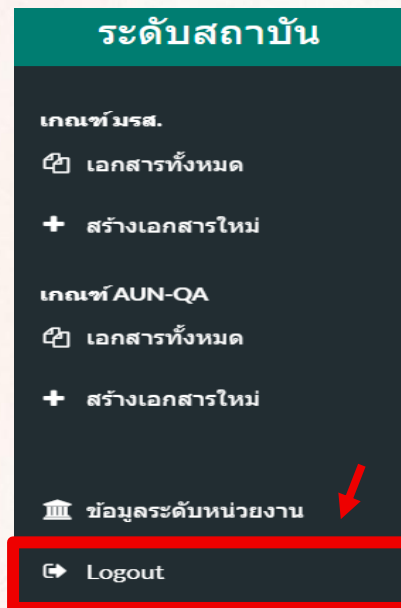 ระดับสถาบัน
เกณฑ์ มรส.
เอกสารทั้งหมด
สร้างเอกสารใหม่
เกณฑ์ AUN-QA
เอกสารทั้งหมด
สร้างเอกสารใหม่
ข้อมูลระดับหน่วยงาน
Logout